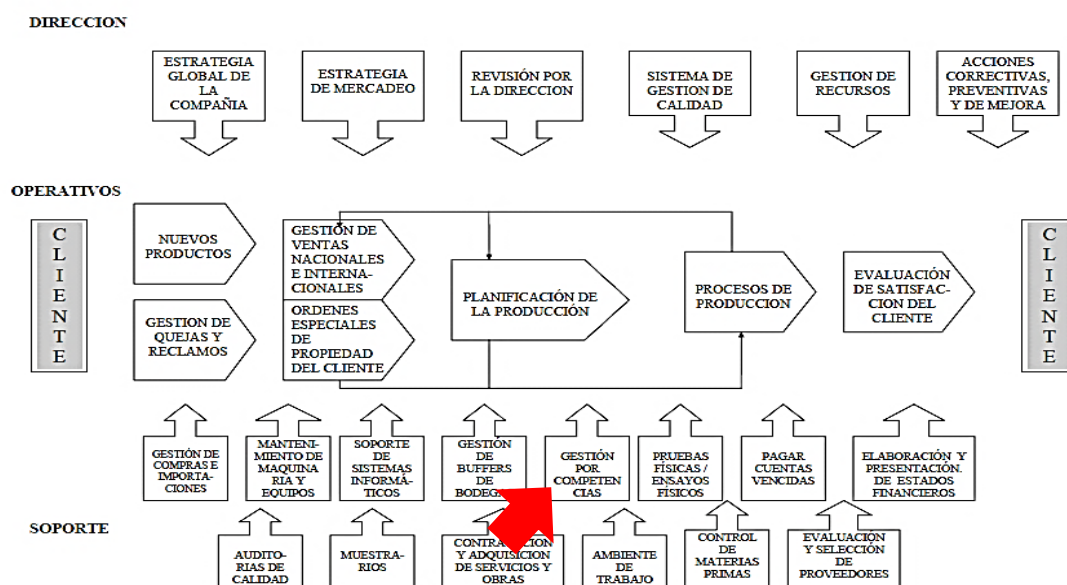 DIRECCION
ESTRATEGIA
GLOBAL DE
LA
COMPAÑIA
ESTRATEGIA
DE MERCADEO
REVISIÓN POR
LA DIRECCION
SISTEMA DE
GESTION DE
CALIDAD
GESTION DE
RECURSOS
ACCIONES
CORRECTIVAS,
PREVENTIVAS
Y DE MEJORA
OPERATIVOS
CLIENTE
NUEVOS
PRODUCTOS
GESTION DE
QUEJAS Y
RECLAMOS
GESTIÓN DE
VENTAS
NACIONALES
E INTERNA-
CIONALES
ORDENES
ESPECIALES
DE
PROPIEDAD
DEL CLIENTE
PLANIFICACIÓN DE
LA PRODUCCIÓN
PROCESOS DE
PRODUCCION
EVALUACIÓN
DE SATISFAC-
CION DEL
CLIENTE
CLIENTE
GESTIÓN DE
COMPRAS E
IMPORTA-
CIONES
MANTENI-
MIENTO DE
MAQUINA
RIA Y
EQUIPOS
SOPORTE
DE
SISTEMAS
INFORMÁ-
TICOS
GESTIÓN
DE
BUFFERS
DE
GESTIÓN
POR
COMPETEN
CIAS
PRUEBAS
FÍSICAS /
ENSAYOS
FÍSICOS
PAGAR
CUENTAS
VENCIDAS
ELABORACIÓN Y
PRESENTACIÓN.
DE ESTADOS
FINANCIEROS
SOPORTE
AUDITO-
RIAS DE
CALIDAD
MUESTRA-
RIOS
Y ADQUISICION
DE SERVICIOS Y
OBRAS
AMBIENTE
DE
TRABAJO
CONTROL
DE
MATERIAS
PRIMAS
EVALUACIÓN
Y SELECCIÓN
DE
PROVEEDORES